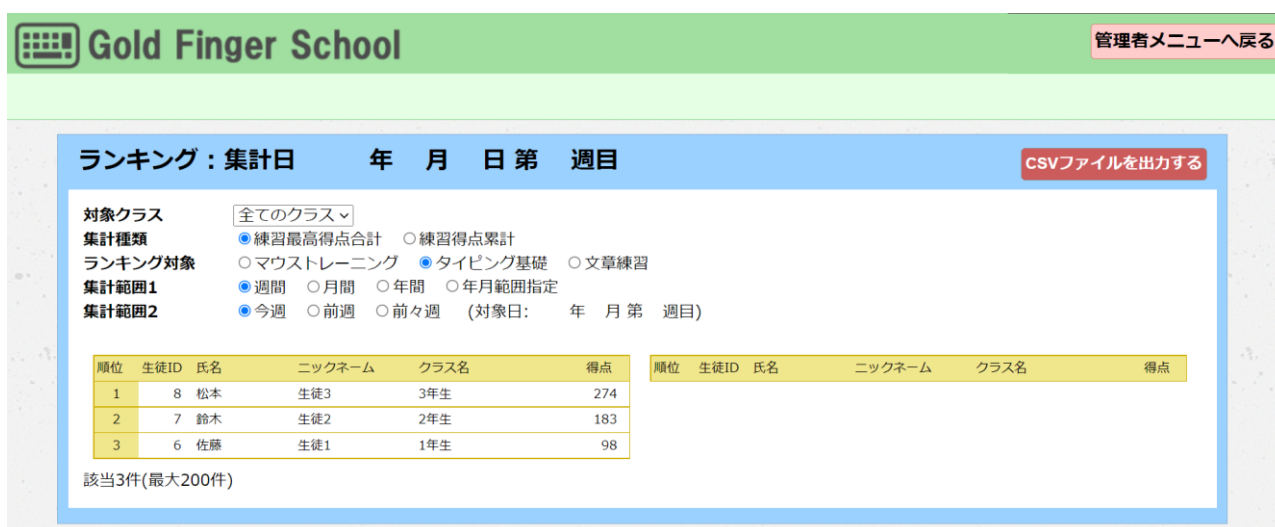 Gold Finger School
管理者メニューへ戻る
ランキング：集計日 年 月 日 第 週目
CSVファイルを出力する
対象クラス 全てのクラス
集計種類 練習最高得点合計 練習得点累計
ランキング対象 マウストレーニング タイピング基礎 文章練習
集計範囲1 週間 月間 年間 年月範囲指定
集計範囲2 今週 前週 前々週 (対象日: 年 月 第 週目)
順位 生徒ID 氏名 ニックネーム クラス名 得点 順位 生徒ID 氏名 ニックネーム クラス名 得点
1 8 松本 生徒3 3年生 274
2 7 鈴木 生徒2 2年生 183
3 6 佐藤 生徒1 1年生 98
該当3件(最大200件)